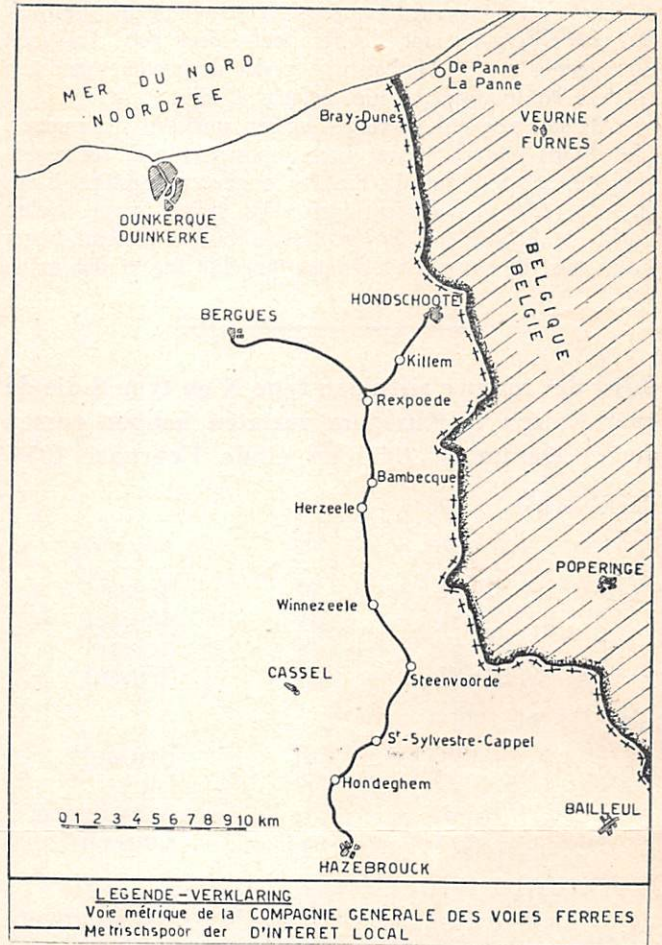 MER DU NORD
NOORDZEE
De Panne
La Panne
Bray-Dunes
VEURNE
FURNES
DUNKERQUE
DUINKERKE
BELGIQUE
BELGIE
HONDSCHOOTE
BERGUES
Killem
Rexpoede
Bambecque
Herzeele
POPERINGE
Winnezeele
CASSEL
Steenvoorde
St-Sylvestre-Cappel
Hondeghem
0 1 2 3 4 5 6 7 8 9 10 km
BAILLEUL
HAZEBROUCK
LEGENDE-VERKLARING
Voie métrique de la COMPAGNIE GENERALE DES VOIES FERREES
Metrischspoor der D'INTERET LOCAL